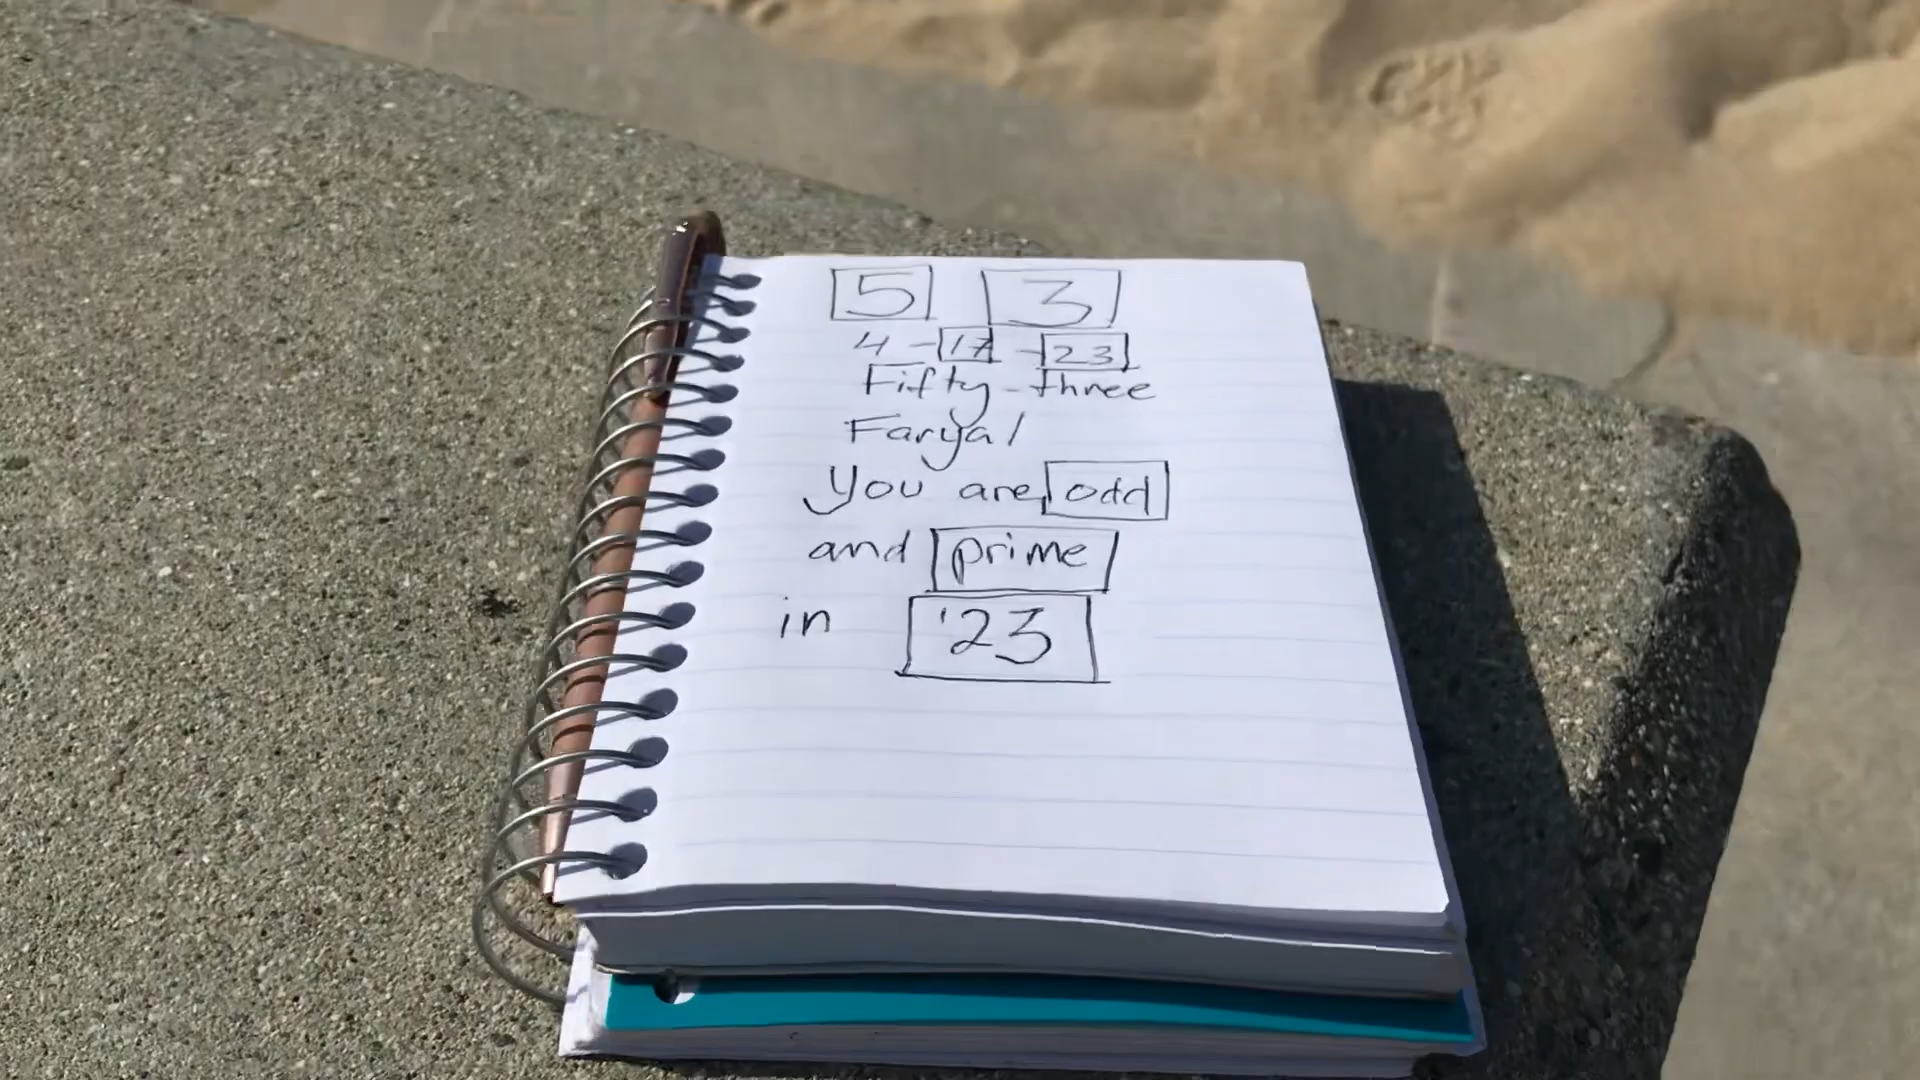 5 3
4-17-23
Fifty-three
Faryal
You are odd
and prime
in '23